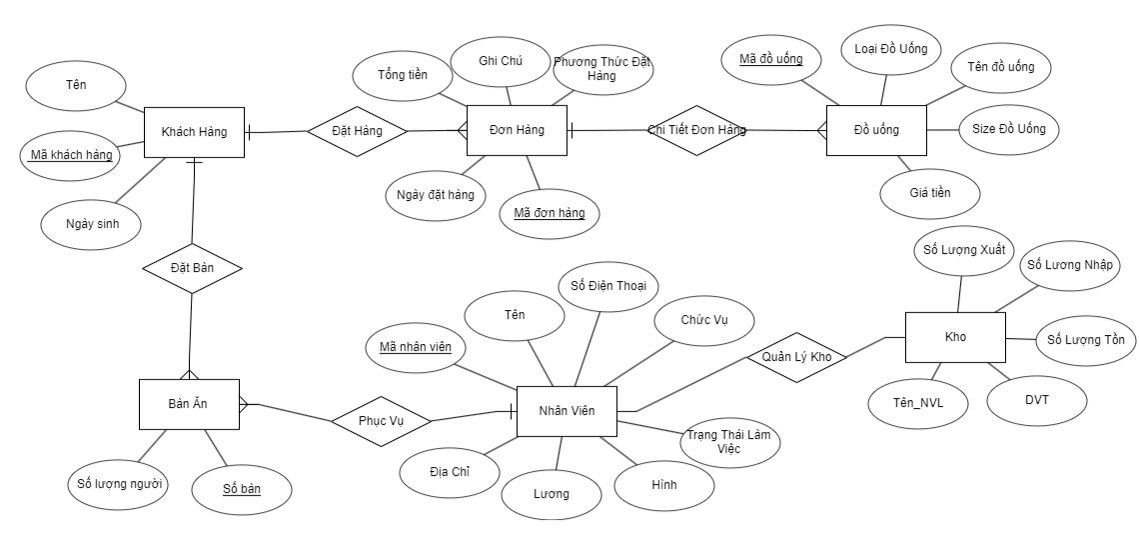 Tên
Mã khách hàng
Ngày sinh
Khách Hàng
Đặt Hàng
Tổng tiền
Ghi Chú
Phương Thức Đặt
Hàng
Đơn Hàng
Ngày đặt hàng
Mã đơn hàng
Chi Tiết Đơn Hàng
Mã đồ uống
Loại Đồ Uống
Tên đồ uống
Size Đồ Uống
Đồ uống
Giá tiền
Đặt Bàn
Bàn Ăn
Số lượng người
Số bàn
Phục Vụ
Mã nhân viên
Tên
Số Điện Thoại
Chức Vụ
Nhân Viên
Địa Chỉ
Lương
Hình
Trạng Thái Làm
Việc
Quản Lý Kho
Số Lượng Xuất
Số Lương Nhập
Kho
Số Lượng Tồn
Tên_NVL
DVT